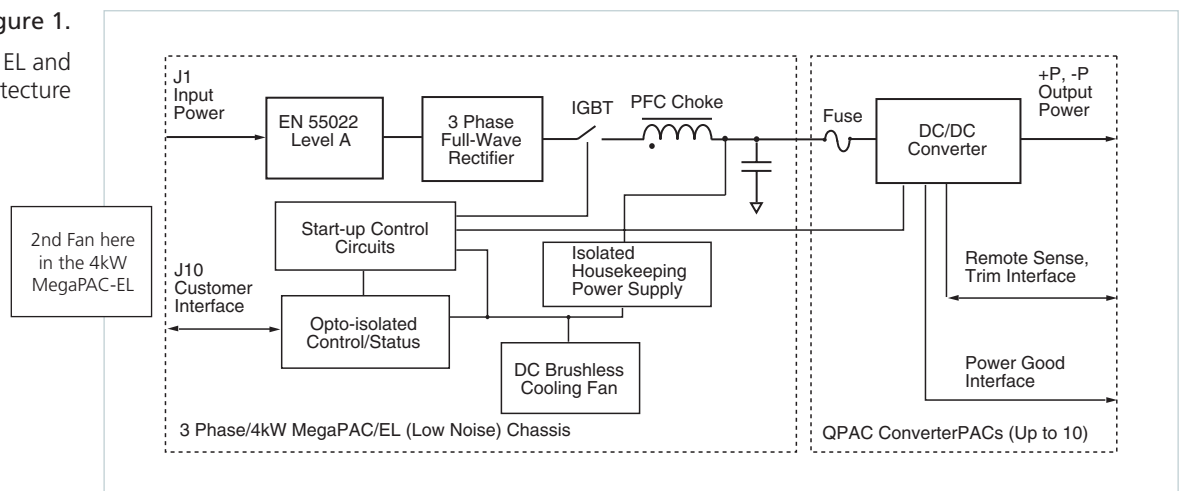 gure 1.
EL and
tecture
J1
Input
Power
EN 55022
Level A
3 Phase
Full-Wave
Rectifier
IGBT
PFC Choke
Fuse
DC/DC
Converter
+P, -P
Output
Power
2nd Fan here
in the 4kW
MegaPAC-EL
Start-up Control
Circuits
Isolated
Housekeeping
Power Supply
Remote Sense,
Trim Interface
J10
Customer
Interface
Opto-isolated
Control/Status
DC Brushless
Cooling Fan
Power Good
Interface
3 Phase/4kW MegaPAC/EL (Low Noise) Chassis
QPAC ConverterPACs (Up to 10)